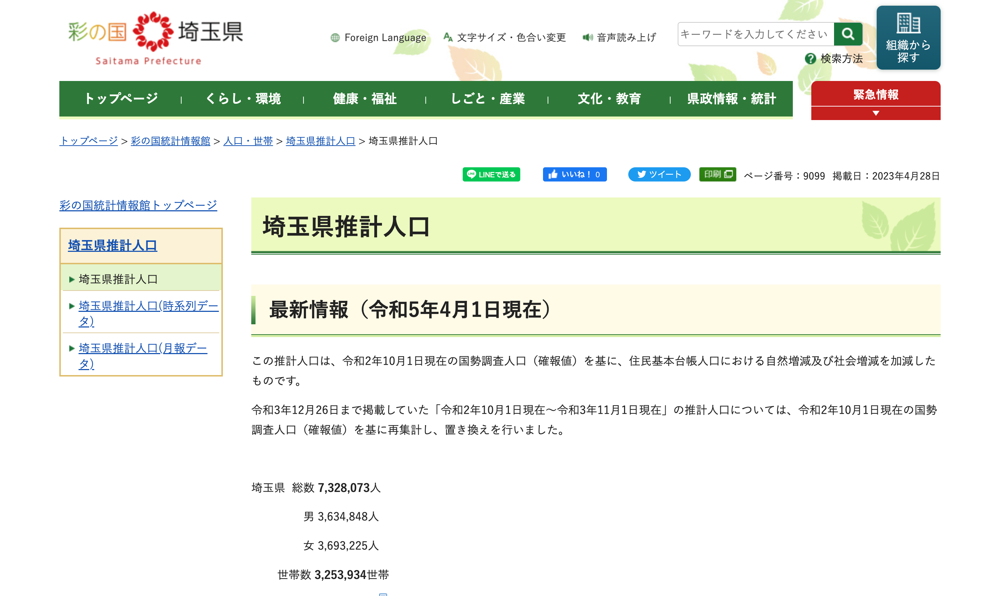 彩の国 埼玉県
Saitama Prefecture
Foreign Language
文字サイズ・色合い変更
音声読み上げ
キーワードを入力してください
検索方法
組織から
探す
トップページ
くらし・環境
健康・福祉
しごと・産業
文化・教育
県政情報・統計
緊急情報
トップページ > 彩の国統計情報館 > 人口・世帯 > 埼玉県推計人口 > 埼玉県推計人口
LINE LINEで送る
いいね！ 0
ツイート
印刷
ページ番号：9099 掲載日：2023年4月28日
彩の国統計情報館トップページ
埼玉県推計人口
埼玉県推計人口
埼玉県推計人口(時系列デー
タ)
埼玉県推計人口(月報デー
タ)
埼玉県推計人口
最新情報（令和5年4月1日現在）
この推計人口は、令和2年10月1日現在の国勢調査人口（確報値）を基に、住民基本台帳人口における自然増減及び社会増減を加減した
ものです。
令和3年12月26日まで掲載していた「令和2年10月1日現在～令和3年11月1日現在」の推計人口については、令和2年10月1日現在の国勢
調査人口（確報値）を基に再集計し、置き換えを行いました。
埼玉県 総数 7,328,073人
男 3,634,848人
女 3,693,225人
世帯数 3,253,934世帯